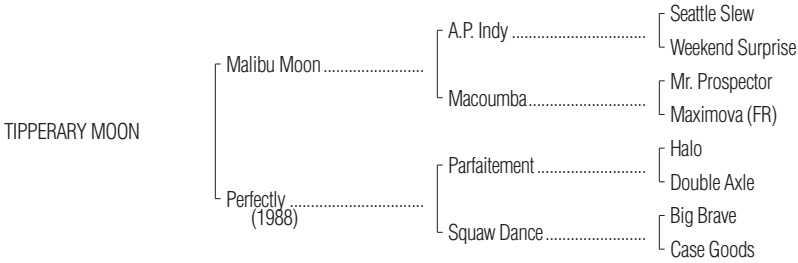 Seattle Slew
A.P. Indy
Weekend Surprise
Malibu Moon
Mr. Prospector
Macoumba
Maximova (FR)
TIPPERARY MOON
Halo
Parfaitement
Double Axle
Perfectly
(1988)
Big Brave
Squaw Dance
Case Goods